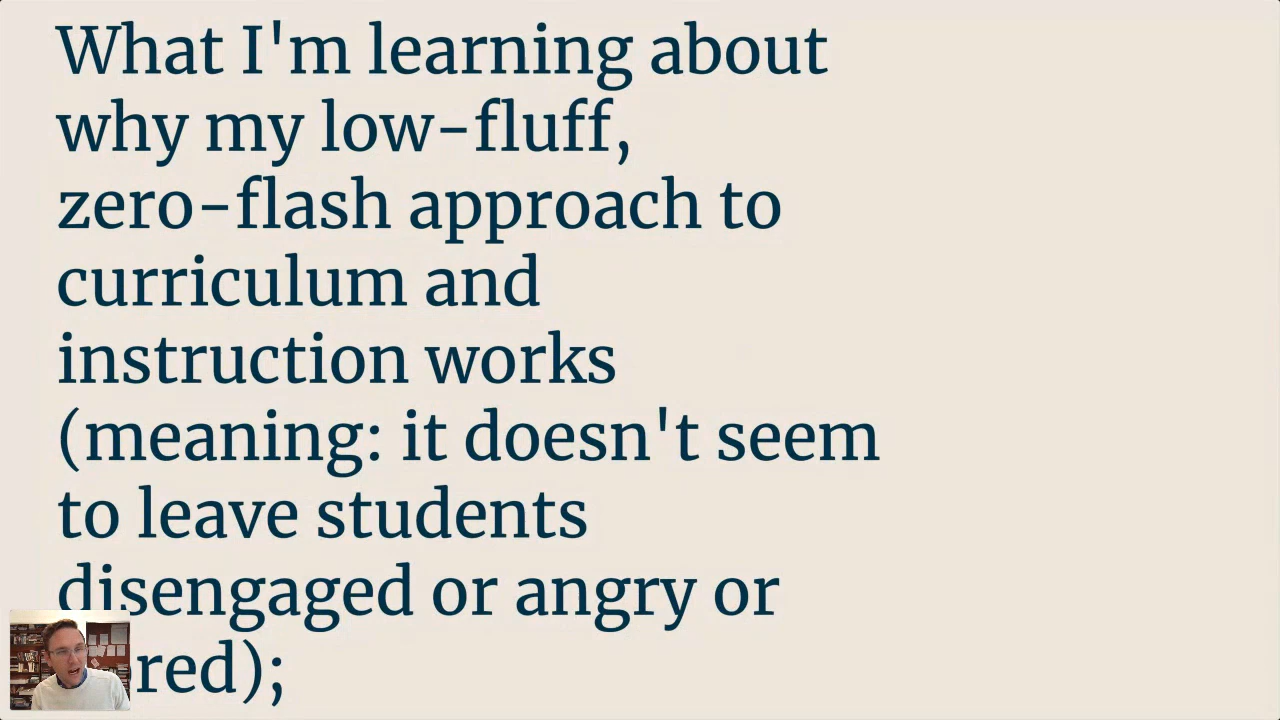 What I'm learning about
why my low-fluff,
zero-flash approach to
curriculum and
instruction works
(meaning: it doesn't seem
to leave students
disengaged or angry or
red);